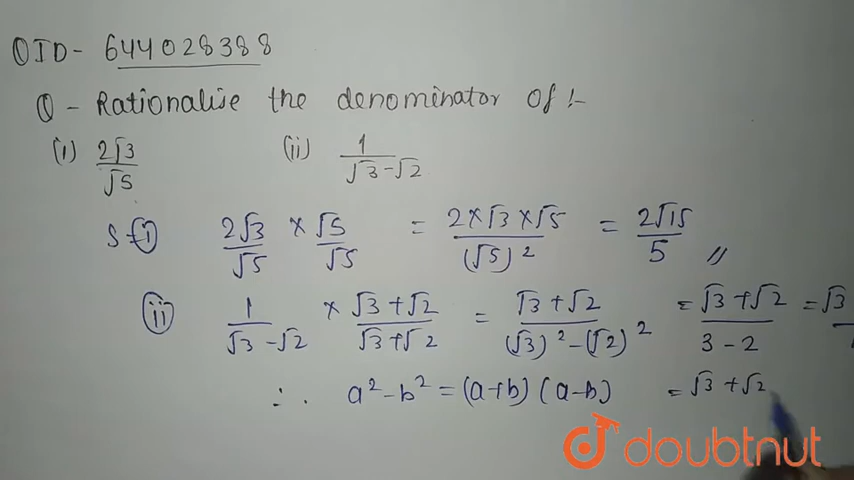 QID- 644028388
Q - Rationalise the denominator of :-
(i) 2√3/√5 (ii) 1/(√3-√2)
S-(i) 2√3/√5 × √5/√5 = 2×√3×√5/(√5)² = 2√15/5 //
(ii) 1/(√3-√2) × (√3+√2)/(√3+√2) = (√3+√2)/((√3)²-(√2)²) = (√3+√2)/(3-2) = √3
∴ a²-b² = (a+b)(a-b) = √3+√2
doubtnut